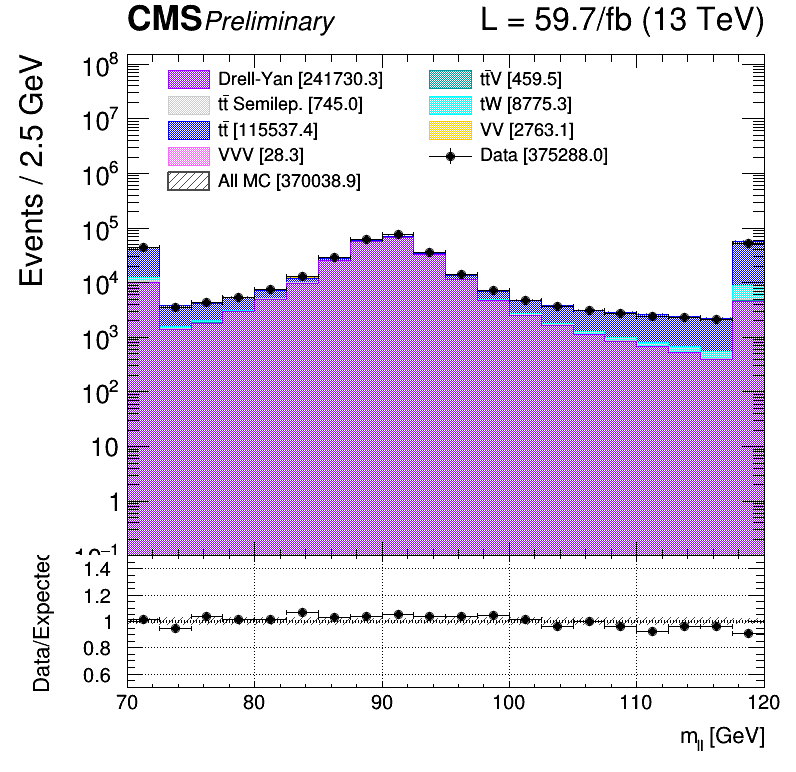 CMS Preliminary L = 59.7/fb (13 TeV)
Events / 2.5 GeV
10⁸
10⁷
10⁶
10⁵
10⁴
10³
10²
10
1
10⁻¹
Drell-Yan [241730.3]
tt̄ Semilep. [745.0]
tt̄ [115537.4]
VVV [28.3]
All MC [370038.9]
tt̄V [459.5]
tW [8775.3]
VV [2763.1]
Data [375288.0]
Data/Expected
1.4
1.2
1
0.8
0.6
70 80 90 100 110 120
m_ll [GeV]